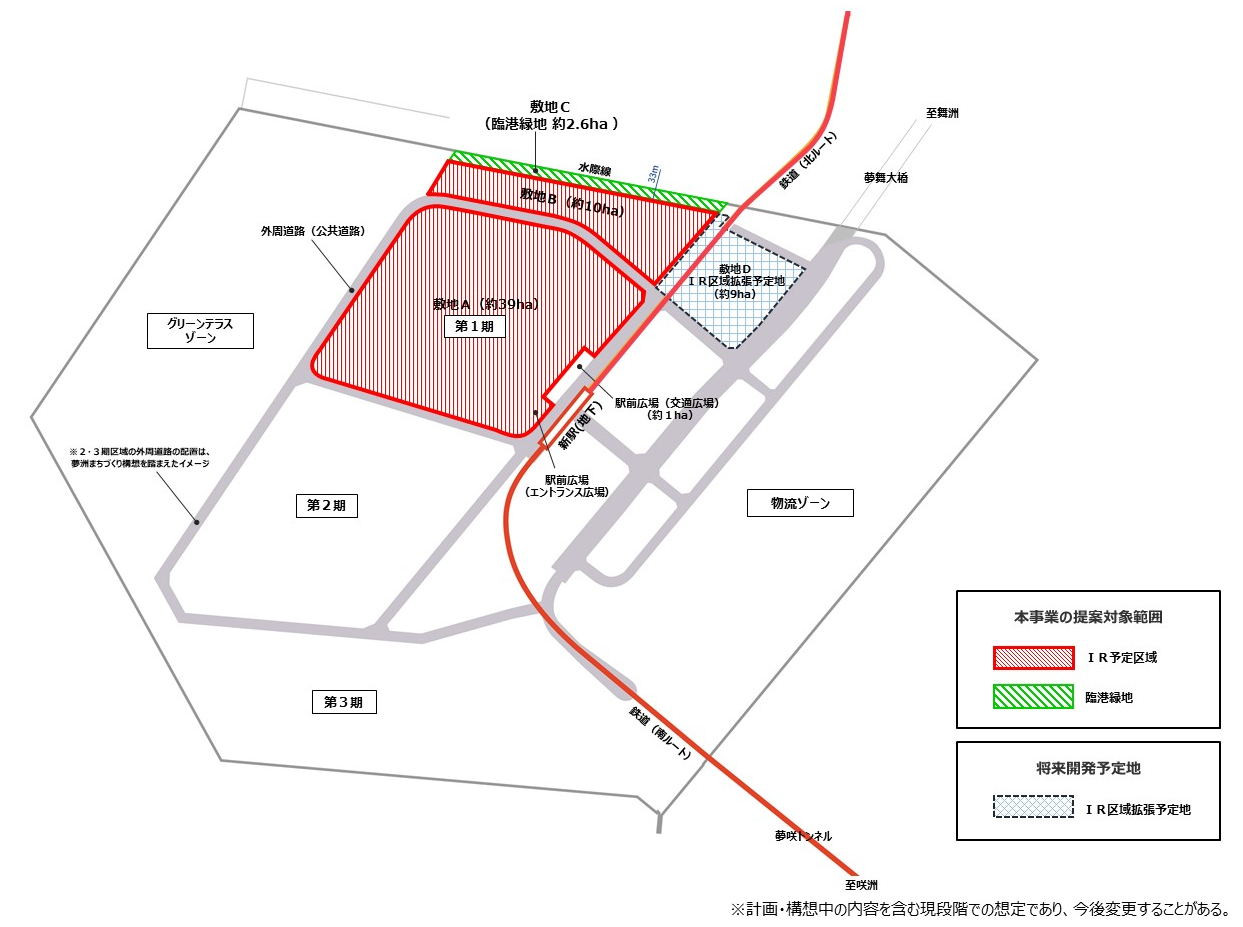 敷地Ｃ
（臨港緑地 約2.6ha ）
至舞洲
水際線
33m
鉄道（北ルート）
夢舞大橋
敷地Ｂ（約10ha）
外周道路（公共道路）
敷地Ｄ
ＩＲ区域拡張予定地
（約9ha）
敷地Ａ（約39ha）
第１期
グリーンテラス
ゾーン
駅前広場（交通広場）
（約１ha）
新駅(地下)
※２・３期区域の外周道路の配置は、
夢洲まちづくり構想を踏まえたイメージ
駅前広場
（エントランス広場）
第２期
物流ゾーン
第３期
鉄道（南ルート）
本事業の提案対象範囲
ＩＲ予定区域
臨港緑地
将来開発予定地
ＩＲ区域拡張予定地
夢咲トンネル
至咲洲
※計画・構想中の内容を含む現段階での想定であり、今後変更することがある。